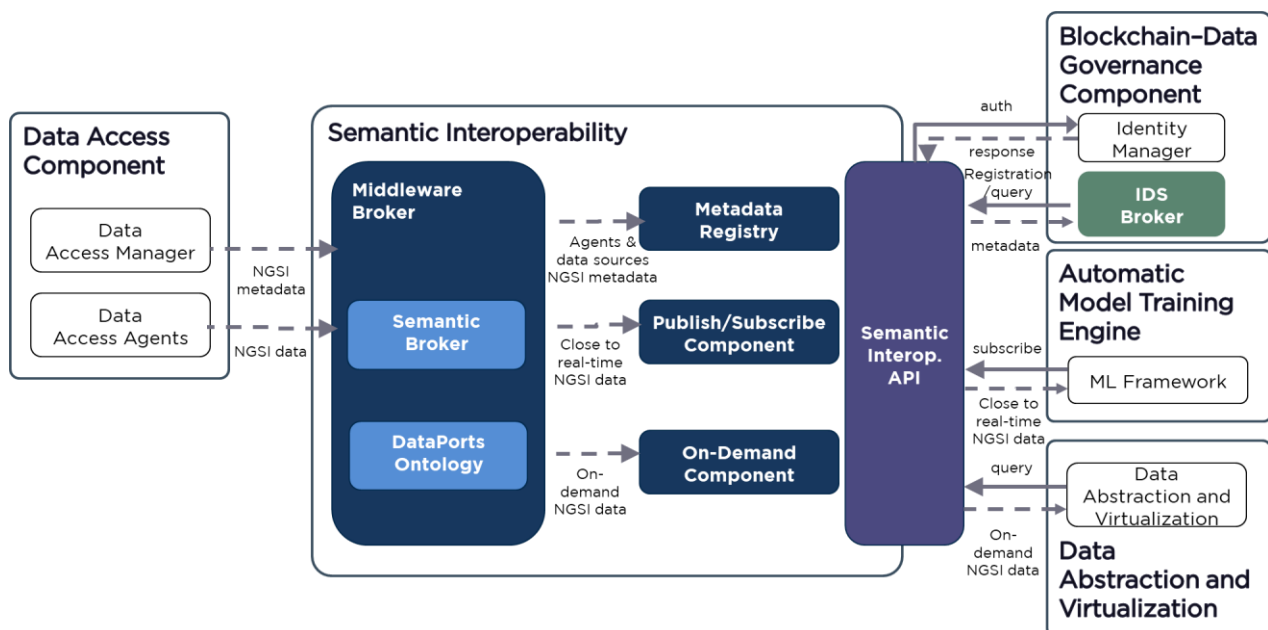 Data Access
Component
Data
Access Manager
Data
Access Agents
NGSI
metadata
NGSI data
Semantic Interoperability
Middleware
Broker
Semantic
Broker
DataPorts
Ontology
Agents &
data sources
NGSI metadata
Close to
real-time
NGSI data
On-
demand
NGSI data
Metadata
Registry
Publish/Subscribe
Component
On-Demand
Component
Semantic
Interop.
API
auth
response
Registration
/query
metadata
subscribe
Close to
real-time
NGSI data
query
On-
demand
NGSI data
Blockchain–Data
Governance
Component
Identity
Manager
IDS
Broker
Automatic
Model Training
Engine
ML Framework
Data
Abstraction and
Virtualization
Data
Abstraction and
Virtualization